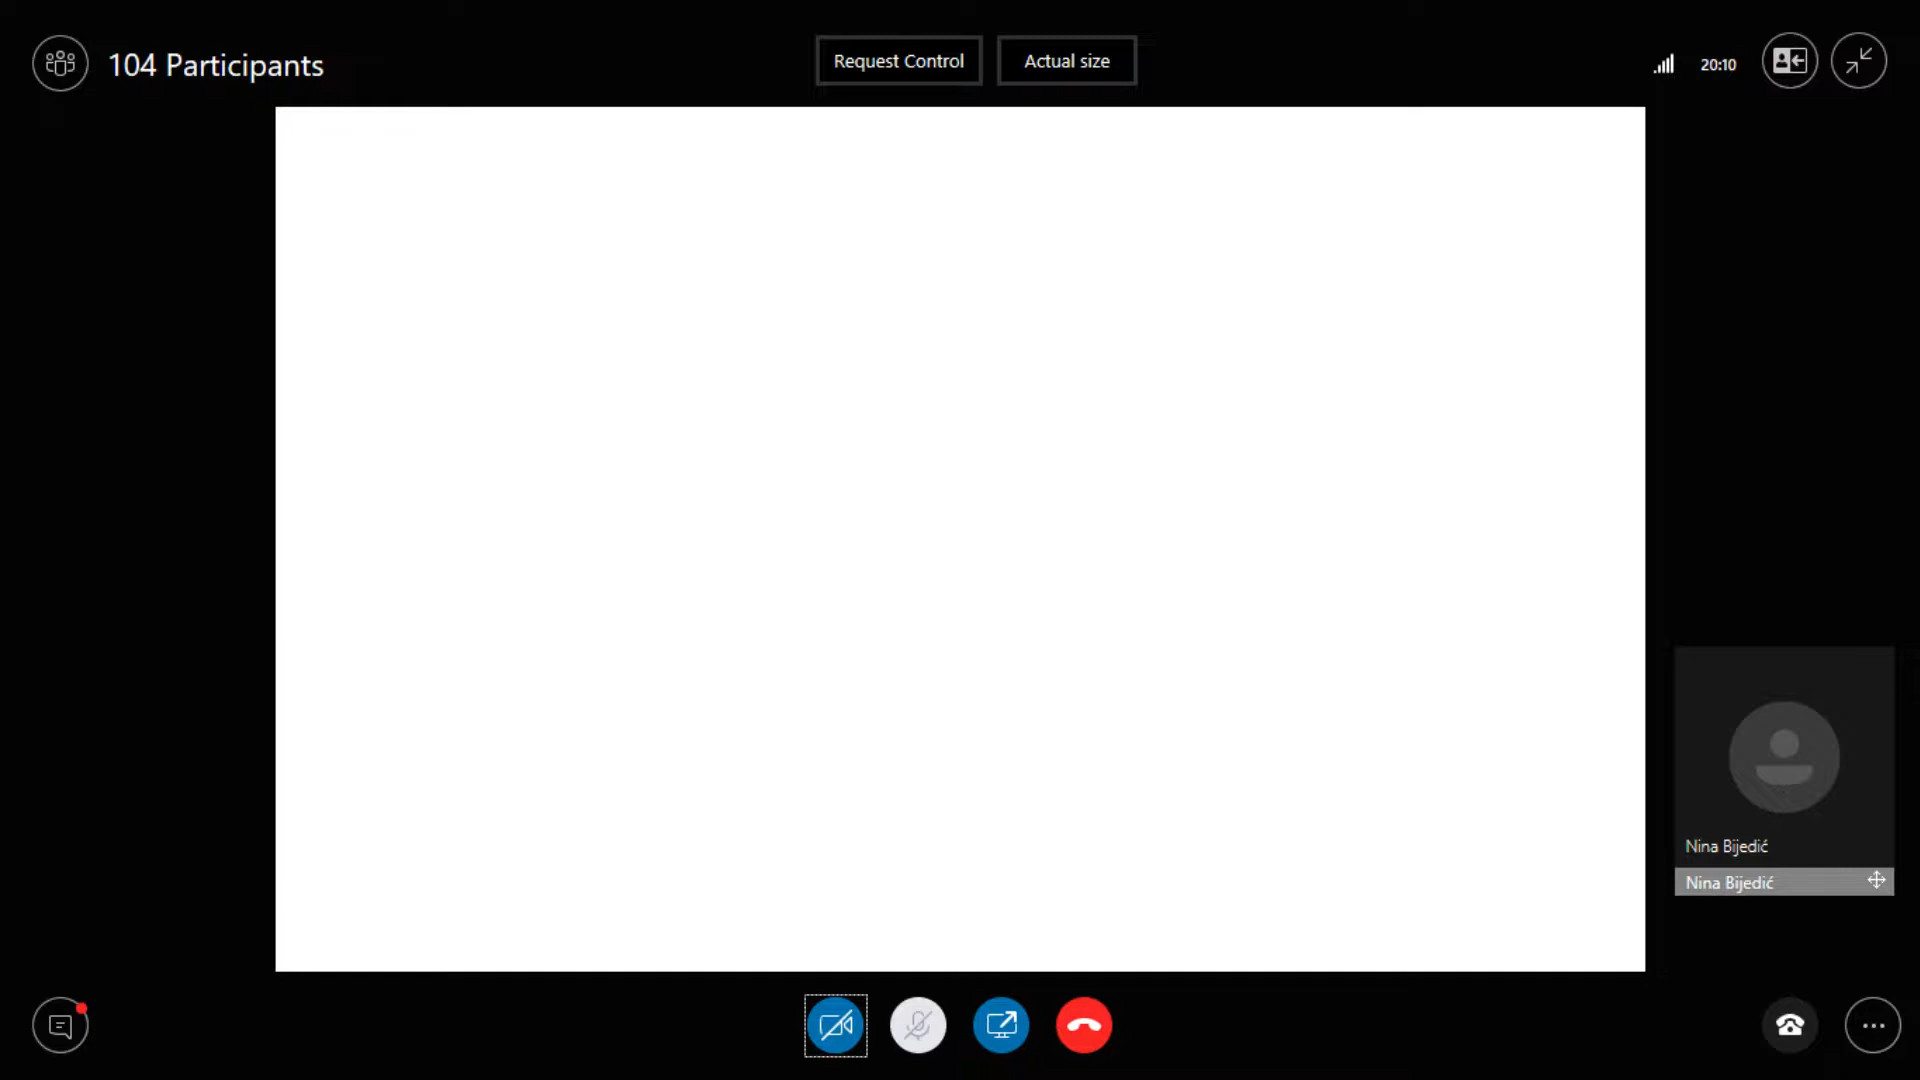 104 Participants
Request Control
Actual size
20:10
Nina Bijedić
Nina Bijedić